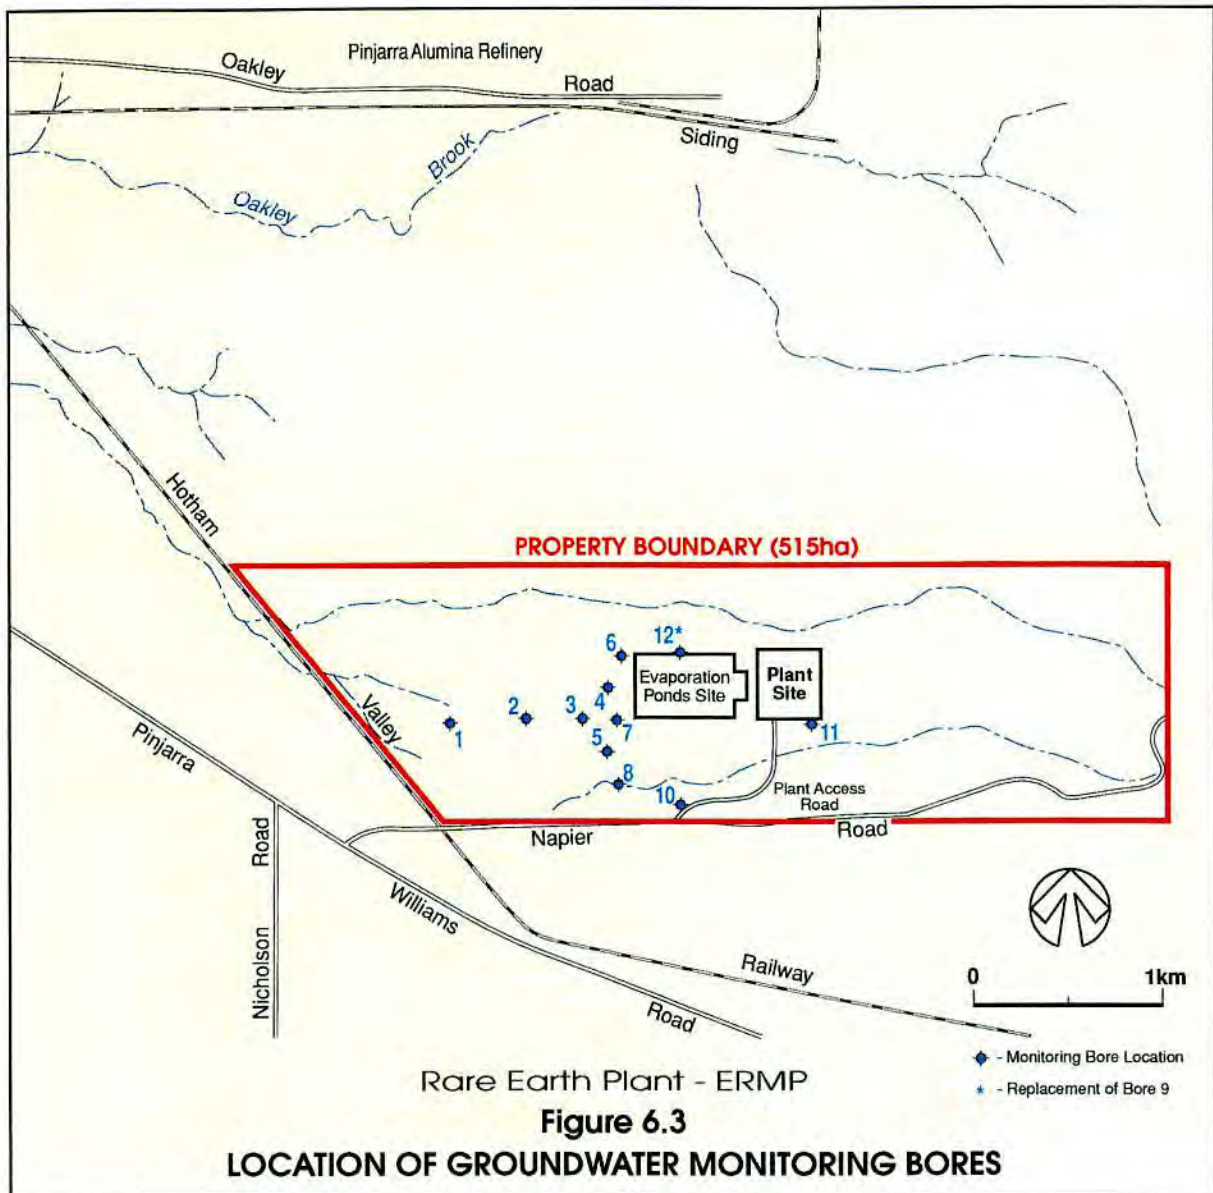 Pinjarra Alumina Refinery
Oakley
Road
Siding
Brook
Oakley
Hotham
PROPERTY BOUNDARY (515ha)
6
12*
Evaporation
Ponds Site
Plant
Site
4
2
3
1
7
11
5
8
10
Valley
Plant Access
Road
Pinjarra
Napier
Road
Road
Nicholson
Williams
Road
Railway
0
1km
- Monitoring Bore Location
* - Replacement of Bore 9
Rare Earth Plant - ERMP
Figure 6.3
LOCATION OF GROUNDWATER MONITORING BORES